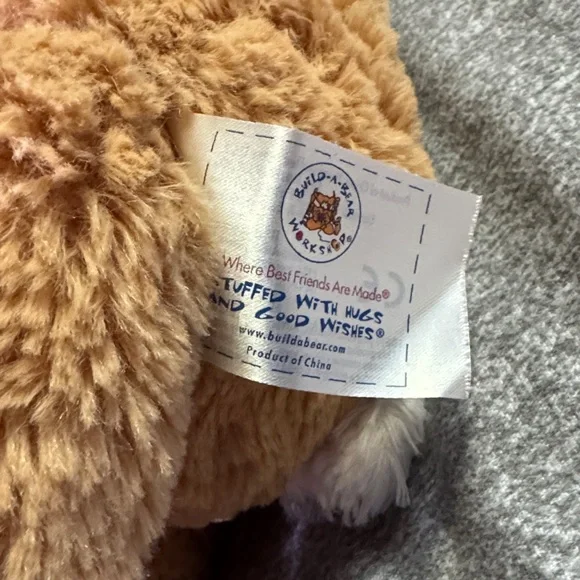 BUILD-A-BEAR
WORKSHOP®
Where Best Friends Are Made®
STUFFED WITH HUGS
AND GOOD WISHES®
www.buildabear.com
Product of China